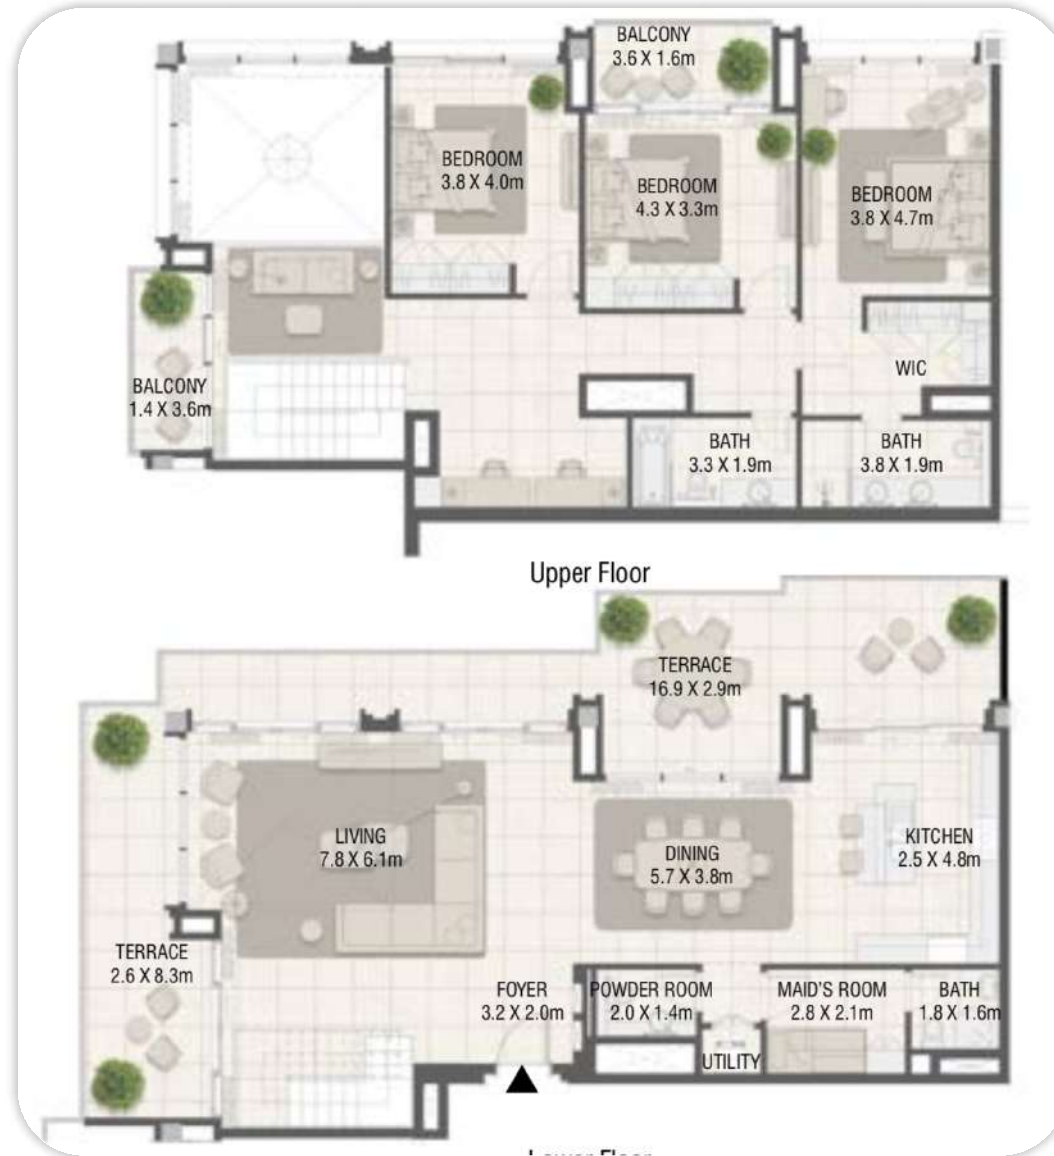 BALCONY
3.6 X 1.6m
BEDROOM
3.8 X 4.0m
BEDROOM
4.3 X 3.3m
BEDROOM
3.8 X 4.7m
BALCONY
1.4 X 3.6m
WIC
BATH
3.3 X 1.9m
BATH
3.8 X 1.9m
Upper Floor
TERRACE
16.9 X 2.9m
LIVING
7.8 X 6.1m
DINING
5.7 X 3.8m
KITCHEN
2.5 X 4.8m
TERRACE
2.6 X 8.3m
FOYER
3.2 X 2.0m
POWDER ROOM
2.0 X 1.4m
MAID'S ROOM
2.8 X 2.1m
BATH
1.8 X 1.6m
UTILITY
Lower Floor